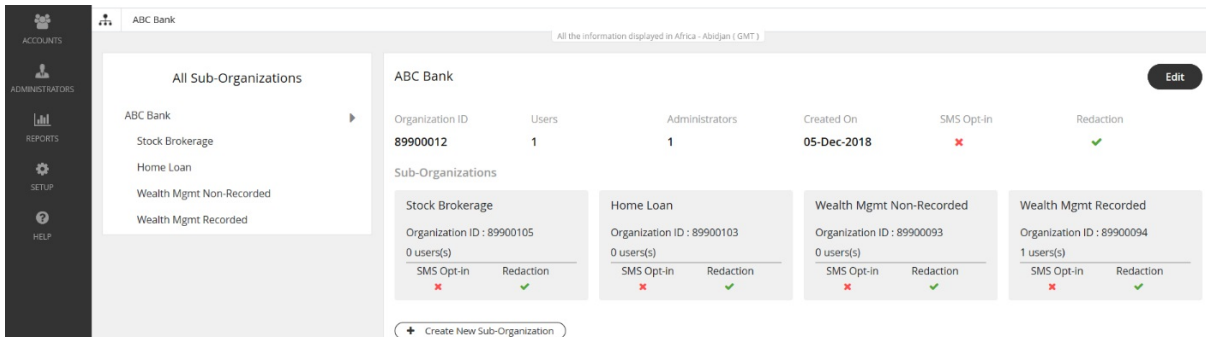 ACCOUNTS
ADMINISTRATORS
REPORTS
SETUP
HELP
ABC Bank
All the information displayed in Africa - Abidjan ( GMT )
All Sub-Organizations
ABC Bank
Stock Brokerage
Home Loan
Wealth Mgmt Non-Recorded
Wealth Mgmt Recorded
ABC Bank
Edit
Organization ID Users Administrators Created On SMS Opt-in Redaction
89900012 1 1 05-Dec-2018
Sub-Organizations
Stock Brokerage
Organization ID : 89900105
0 users(s)
SMS Opt-in Redaction
Home Loan
Organization ID : 89900103
0 users(s)
SMS Opt-in Redaction
Wealth Mgmt Non-Recorded
Organization ID : 89900093
0 users(s)
SMS Opt-in Redaction
Wealth Mgmt Recorded
Organization ID : 89900094
1 users(s)
SMS Opt-in Redaction
+ Create New Sub-Organization